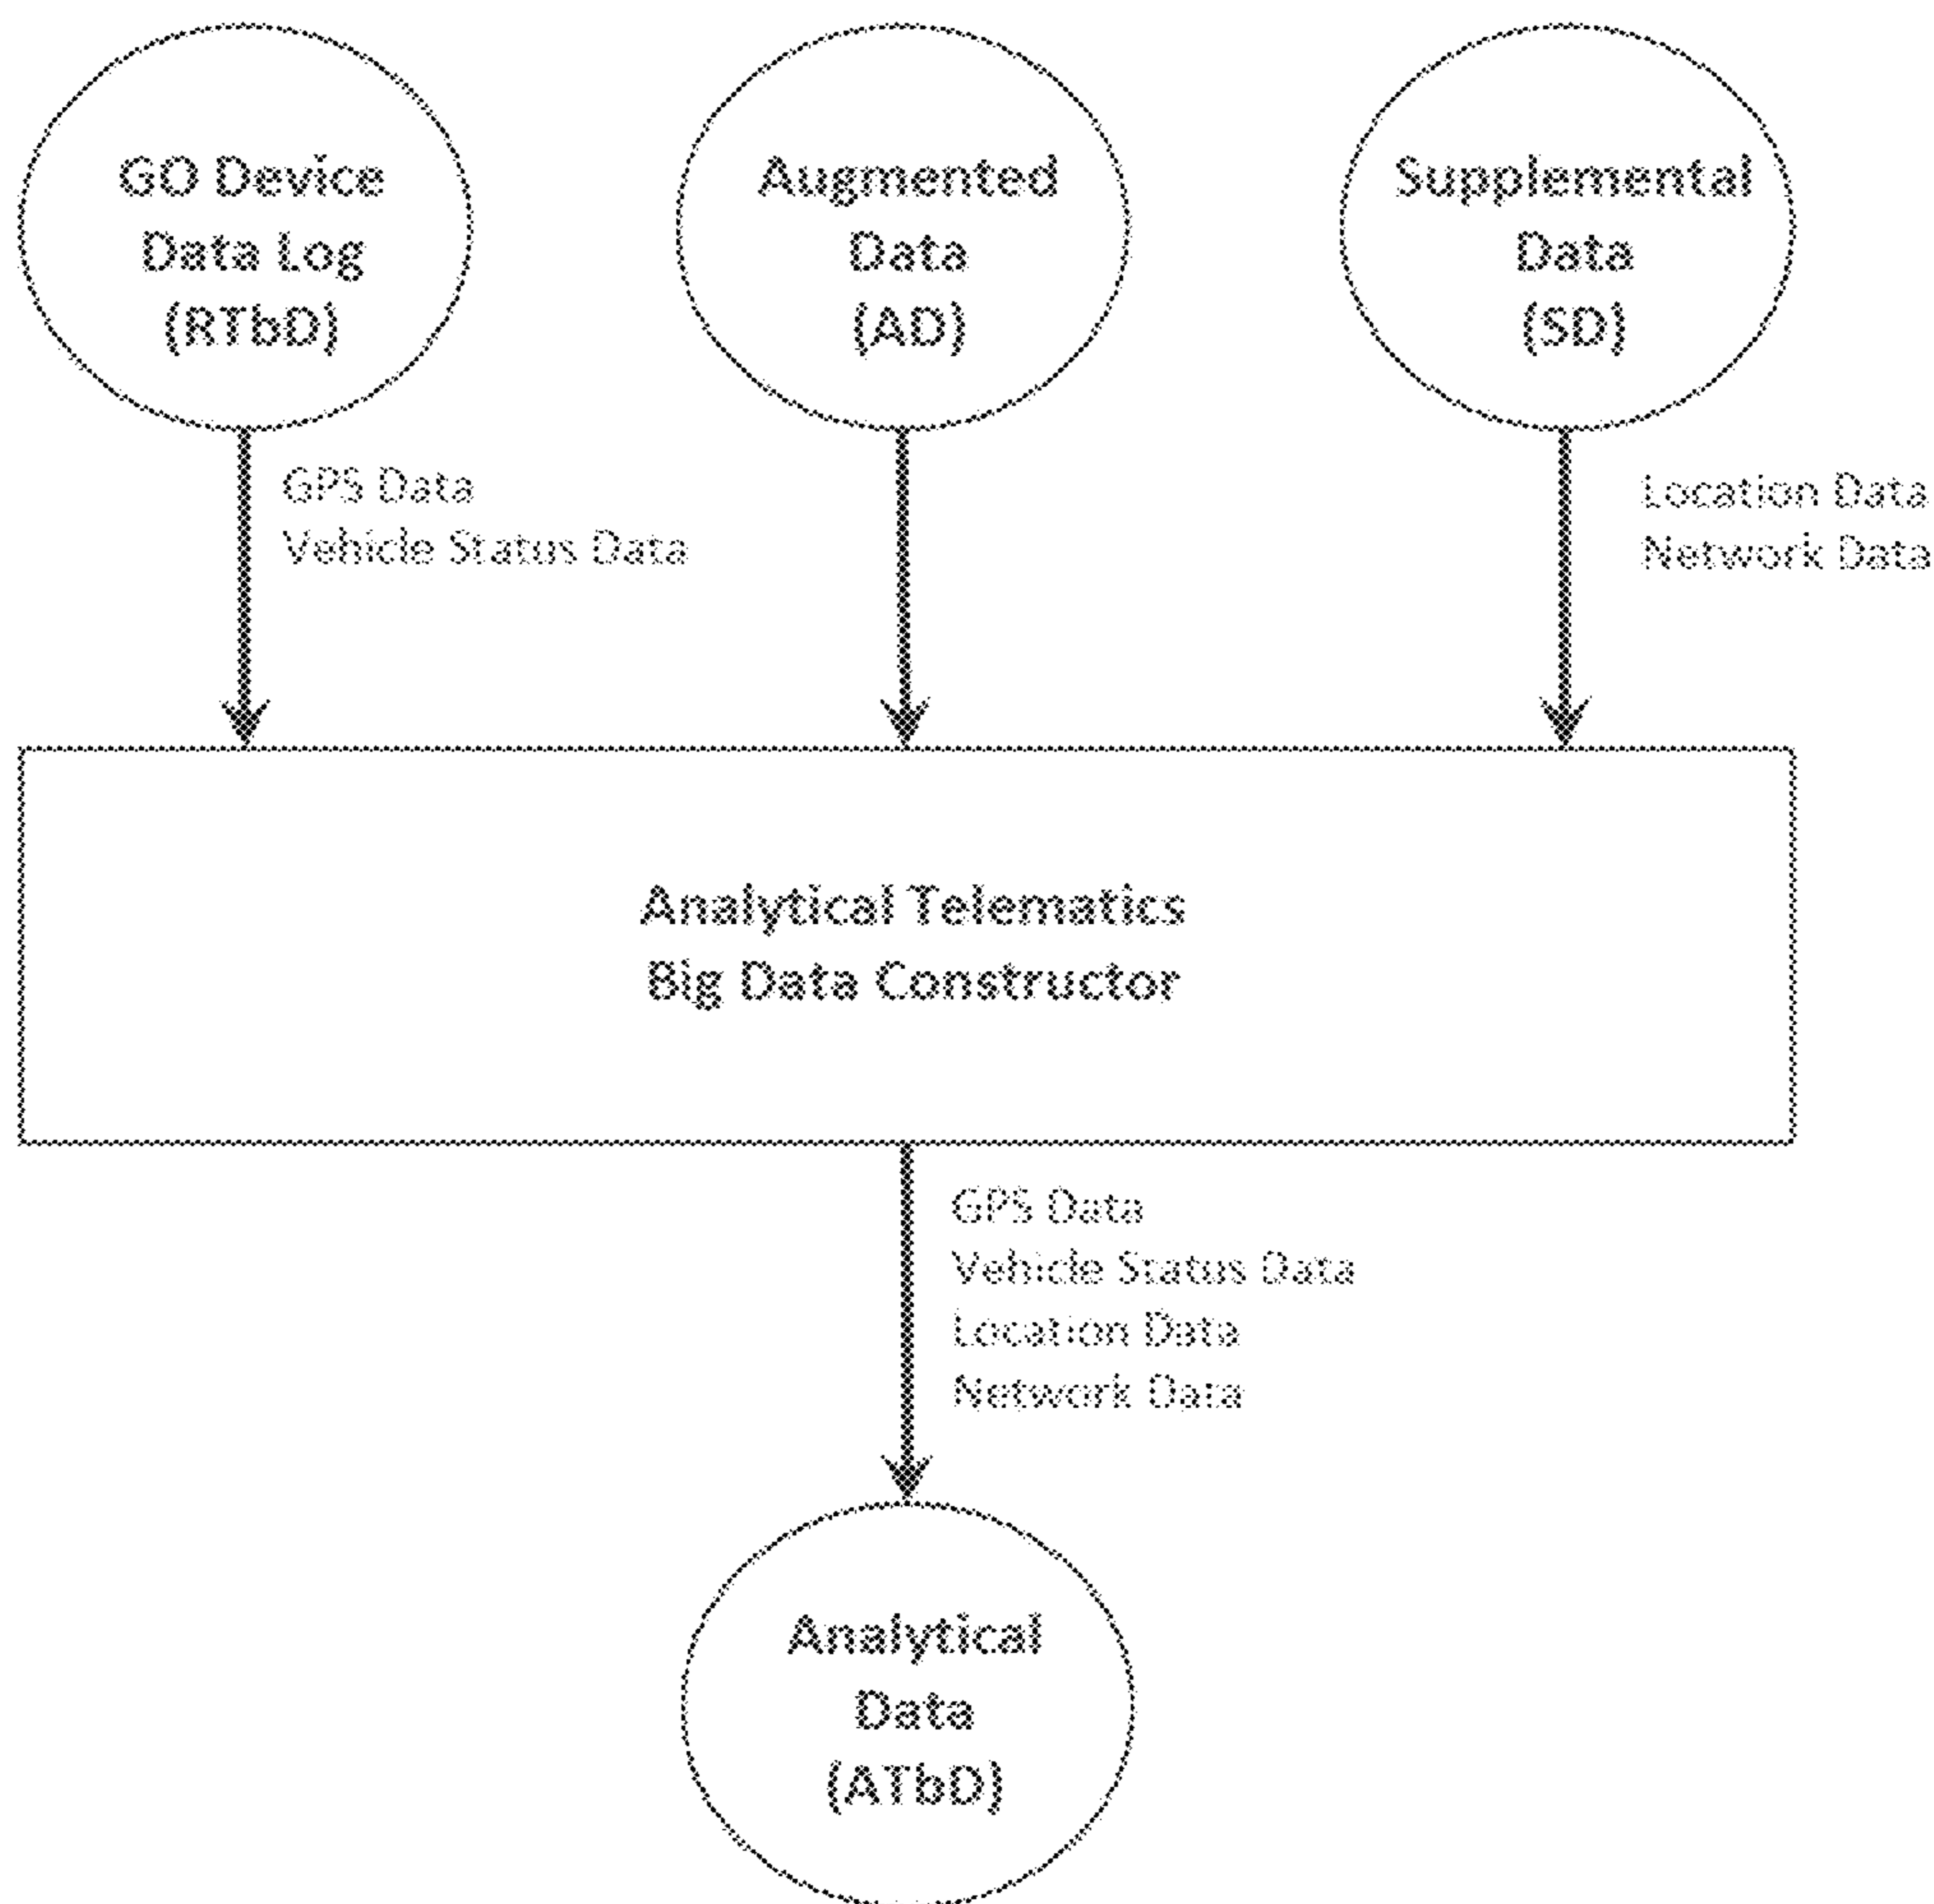 GO Device
Data Log
(RTbD)
Augmented
Data
(AD)
Supplemental
Data
(SD)
GPS Data
Vehicle Status Data
Location Data
Network Data
Analytical Telematics
Big Data Constructor
GPS Data
Vehicle Status Data
Location Data
Network Data
Analytical
Data
(ATbD)